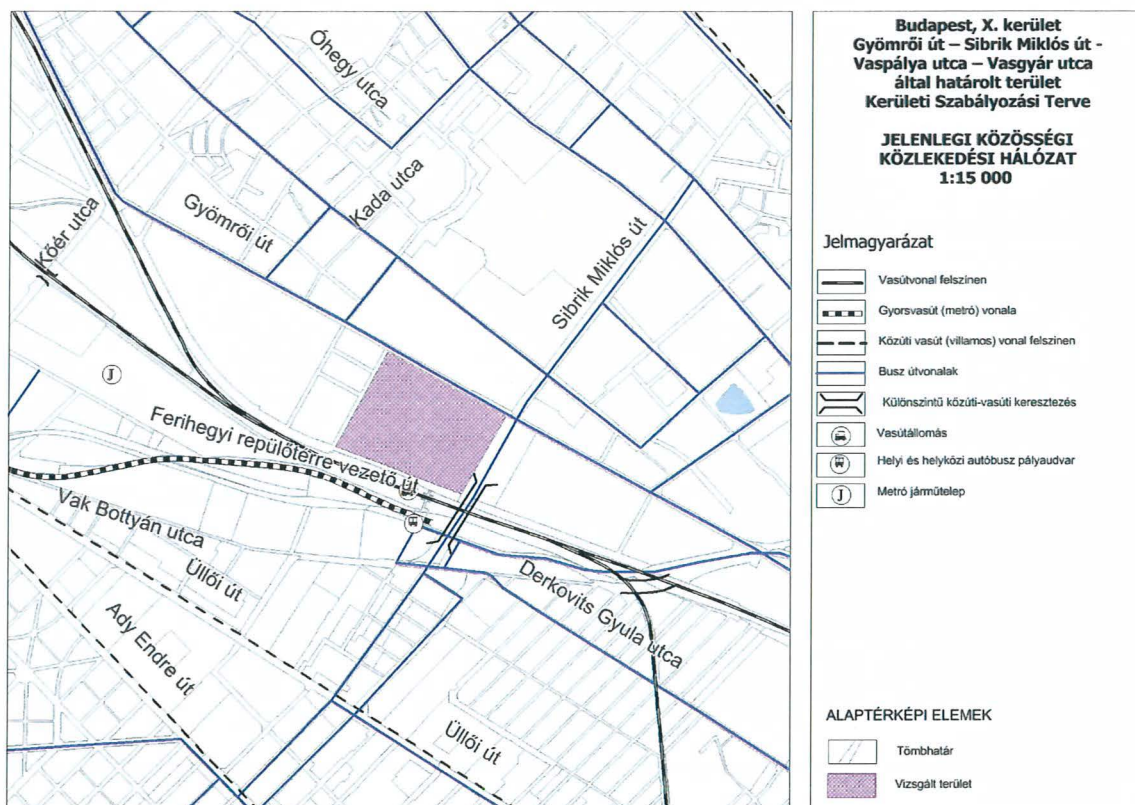 Budapest, X. kerület
Gyömrői út – Sibrik Miklós út -
Vaspálya utca – Vasgyár utca
által határolt terület
Kerületi Szabályozási Terve
JELENLEGI KÖZÖSSÉGI
KÖZLEKEDÉSI HÁLÓZAT
1:15 000
Jelmagyarázat
Vasútvonal felszínen
Gyorsvasút (metró) vonala
Közúti vasút (villamos) vonal felszínen
Busz útvonalak
Különszintű közúti-vasúti keresztezés
Vasútállomás
Helyi és helyközi autóbusz pályaudvar
J
Metró járműtelep
ALAPTÉRKÉPI ELEMEK
Tömbhatár
Vizsgált terület
Óhegy utca
Kada utca
Gyömrői út
Kőér utca
Sibrik Miklós út
J
Ferihegyi repülőtérre vezető út
Vak Bottyán utca
Üllői út
Ady Endre út
Derkovits Gyula utca
Üllői út